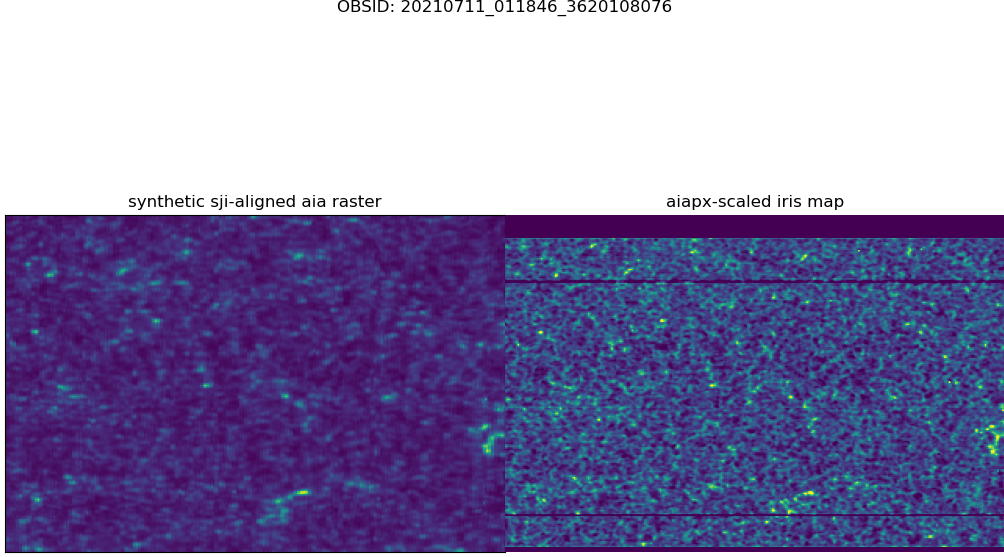 OBSID: 20210711_011846_3620108076
synthetic sji-aligned aia raster
aiapx-scaled iris map